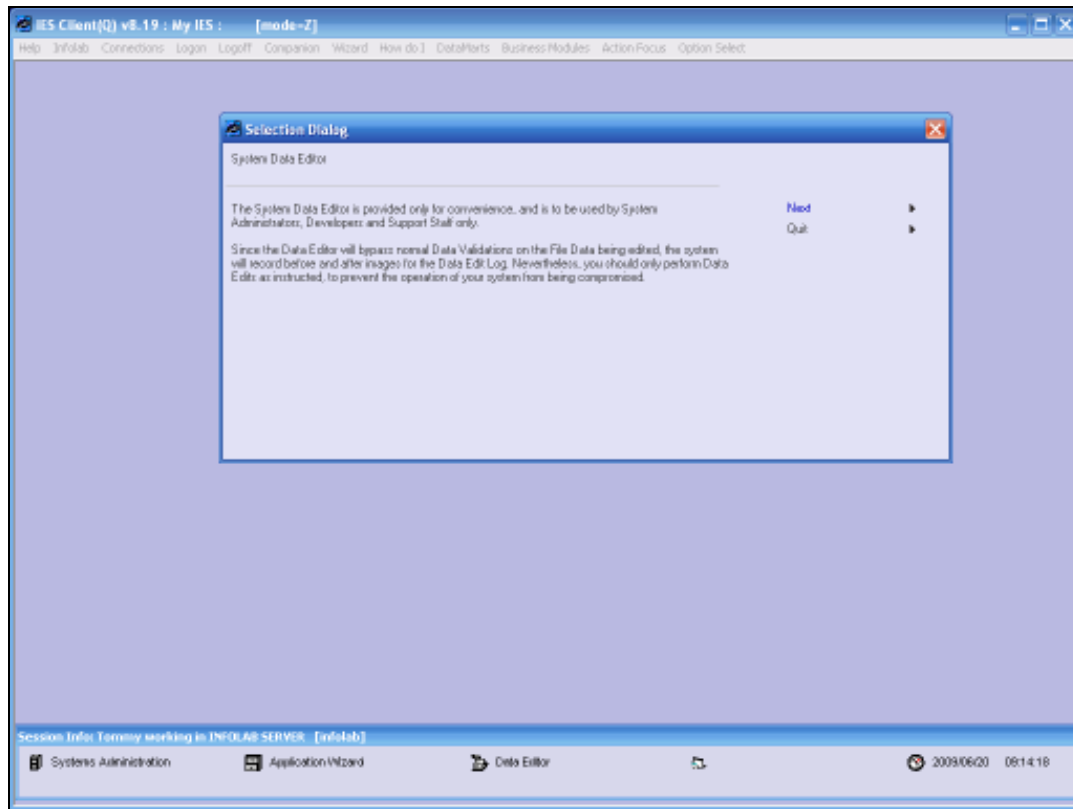 IES Client(Q) v8.19 : My IES : [mode=Z]
Help Infolab Connections Logon Logoff Companion Wizard How do I DataMarts Business Modules Action Focus Option Select
Selection Dialog
System Data Editor
The System Data Editor is provided only for convenience, and is to be used by System
Administrators, Developers and Support Staff only.
Next
Quit
Since the Data Editor will bypass normal Data Validations on the File Data being edited, the system
will record before and after images for the Data Edit Log. Nevertheless, you should only perform Data
Edits as instructed, to prevent the operation of your system from being compromised.
Session Info: Tommy working in INFOLAB SERVER [infolab]
Systems Administration Application Wizard Data Editor 2009/06/20 09:14:18